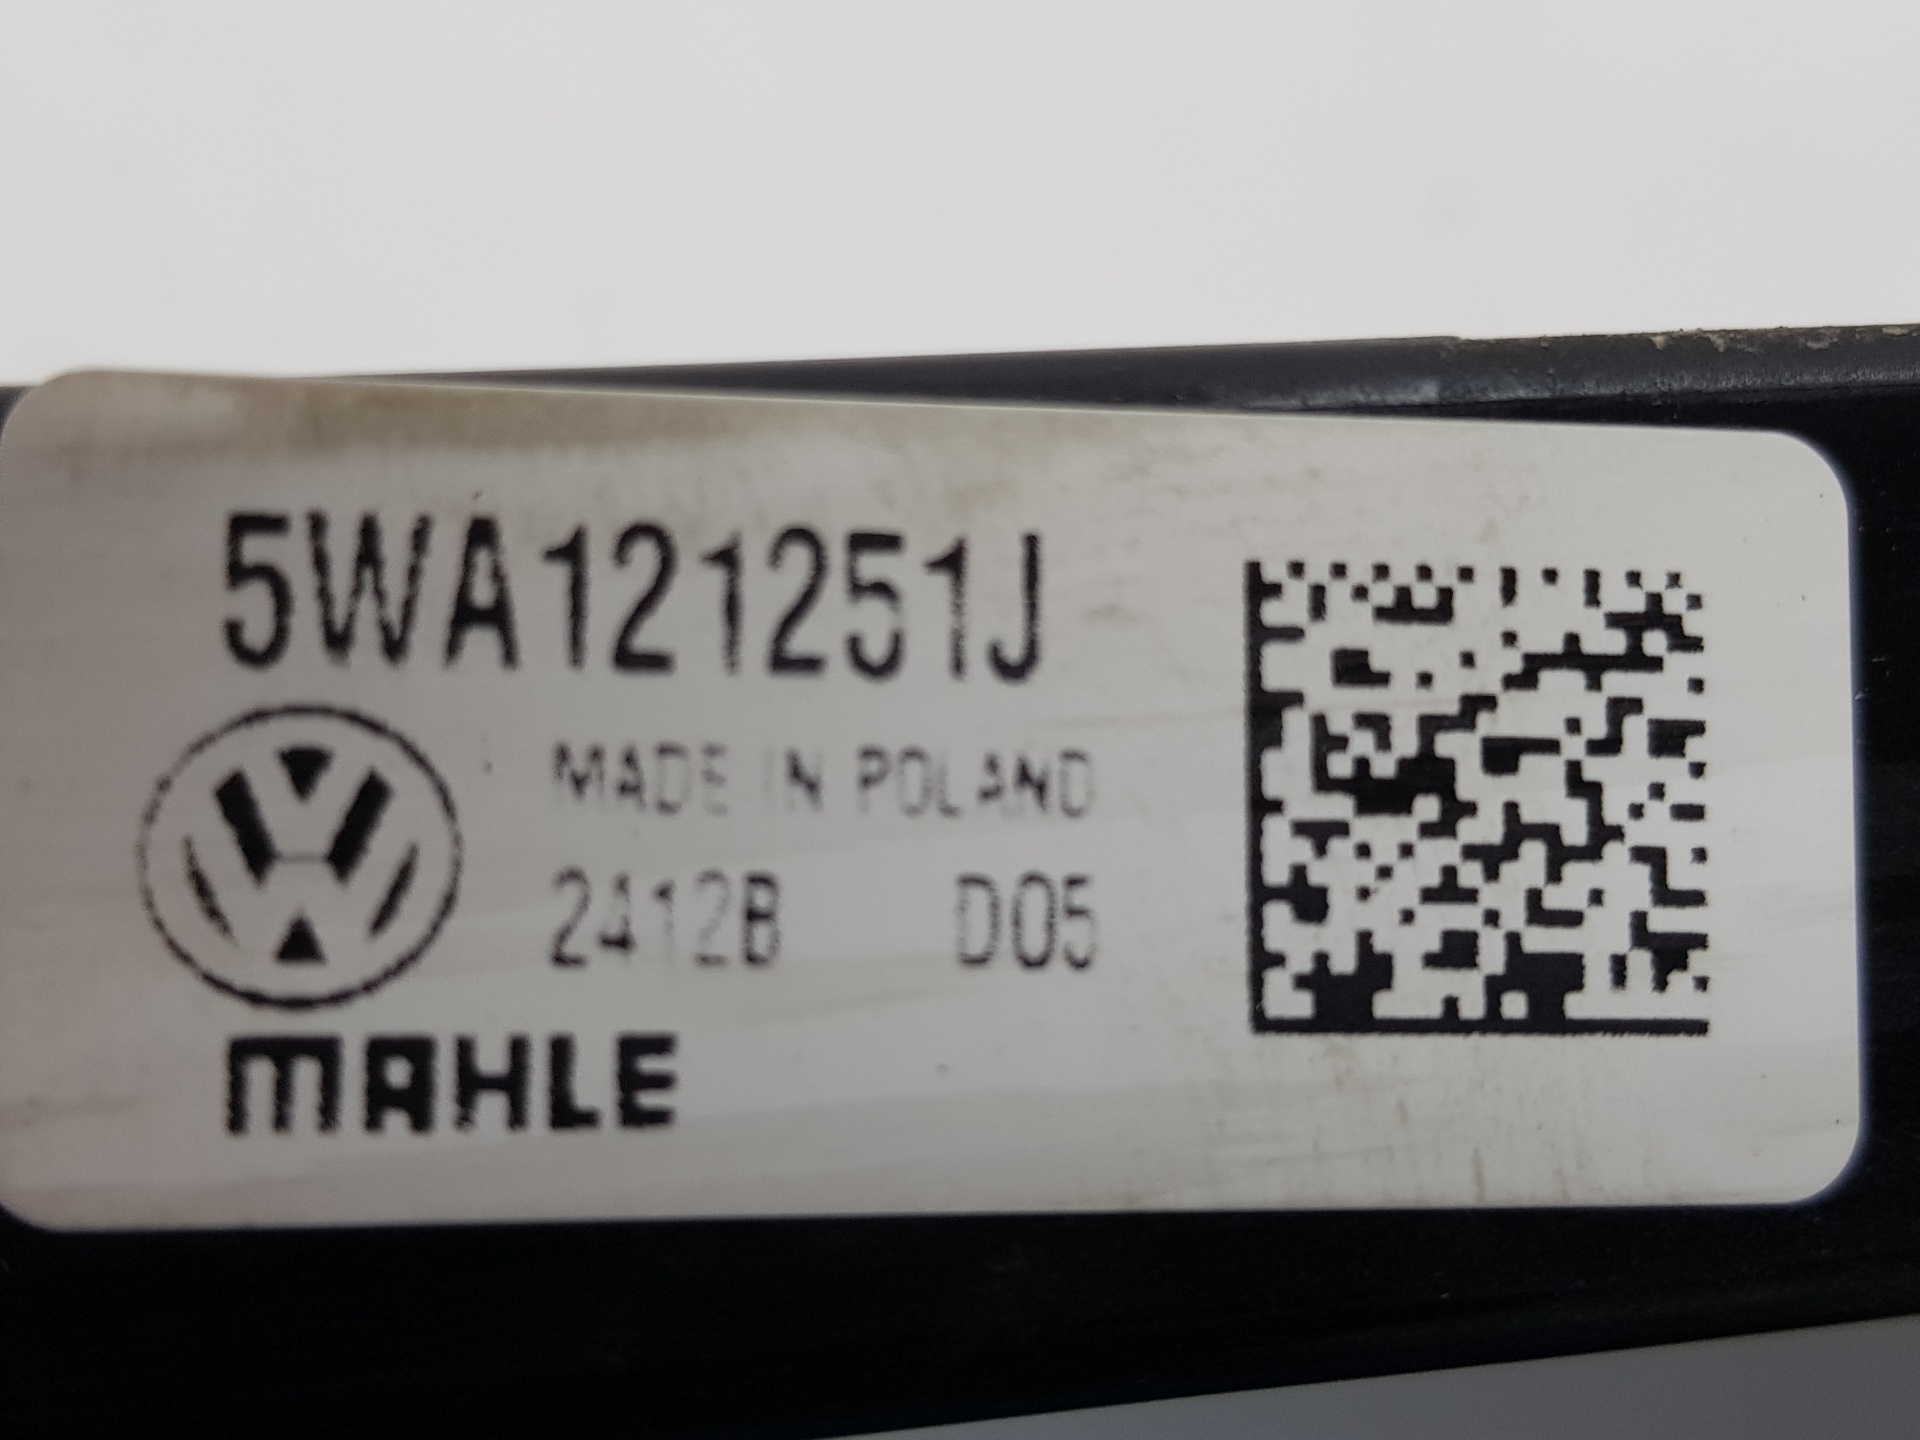 5WA121251J
MADE IN POLAND
2412B D05
MAHLE